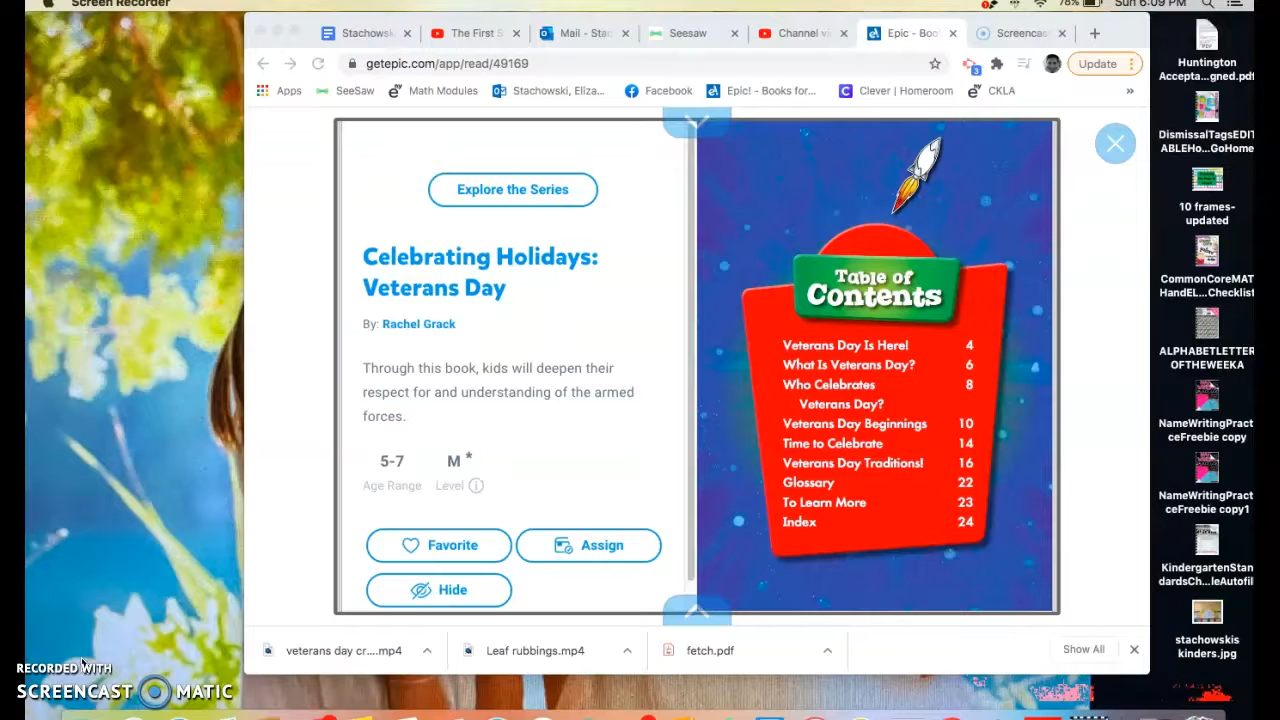 Screen Recorder
78%
Sun 6:09 PM
Stachowsk
The First S
Mail - Stac
Seesaw
Channel vi
Epic - Boo
Screencas
getepic.com/app/read/49169
3
Update
Apps
SeeSaw
Math Modules
Stachowski, Eliza...
Facebook
Epic! - Books for...
Clever | Homeroom
CKLA
»
Explore the Series
Celebrating Holidays:
Veterans Day
By: Rachel Grack
Through this book, kids will deepen their
respect for and understanding of the armed
forces.
5-7
M *
Age Range
Level
Favorite
Assign
Hide
Table of
Contents
Veterans Day Is Here! 4
What Is Veterans Day? 6
Who Celebrates 8
Veterans Day?
Veterans Day Beginnings 10
Time to Celebrate 14
Veterans Day Traditions! 16
Glossary 22
To Learn More 23
Index 24
veterans day cr....mp4
Leaf rubbings.mp4
fetch.pdf
Show All
PDF
Huntington
Accepta...gned.pdf
DismissalTagsEDIT
ABLEHo...GoHome
10 frames-
updated
CommonCoreMAT
HandEL...Checklist
ALPHABETLETTER
OFTHEWEEKA
NameWritingPract
iceFreebie copy
NameWritingPract
iceFreebie copy1
KindergartenStan
dardsCh...leAutofil
stachowskis
kinders.jpg
RECORDED WITH
SCREENCAST MATIC